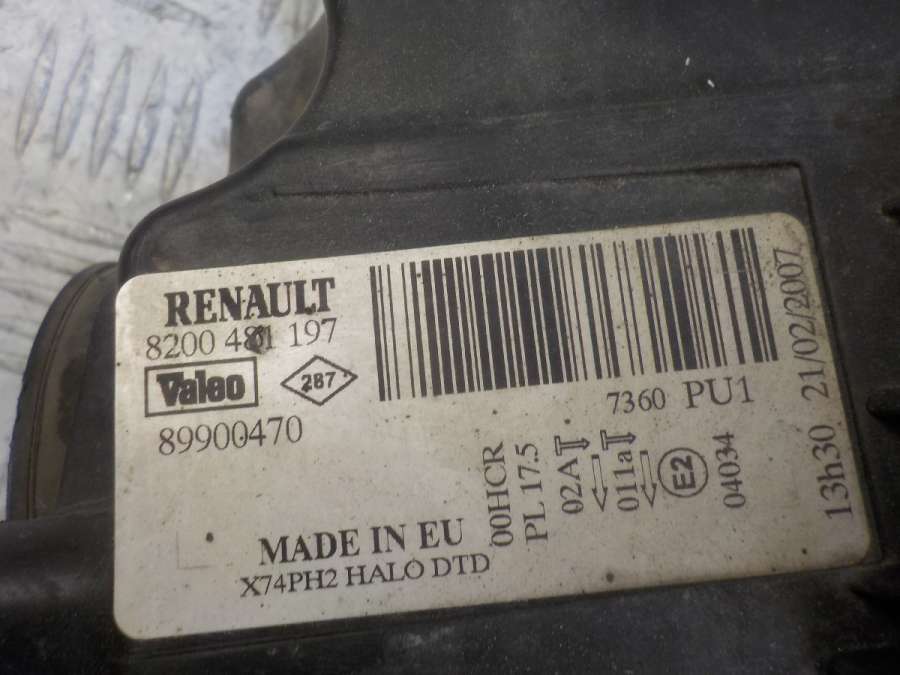 RENAULT
8200 481 197
Valeo
287
89900470
7360 PU1
MADE IN EU
X74PH2 HALO DTD
00HCR
PL 17.5
02A
011a
E2
04034
13h30 21/02/2007